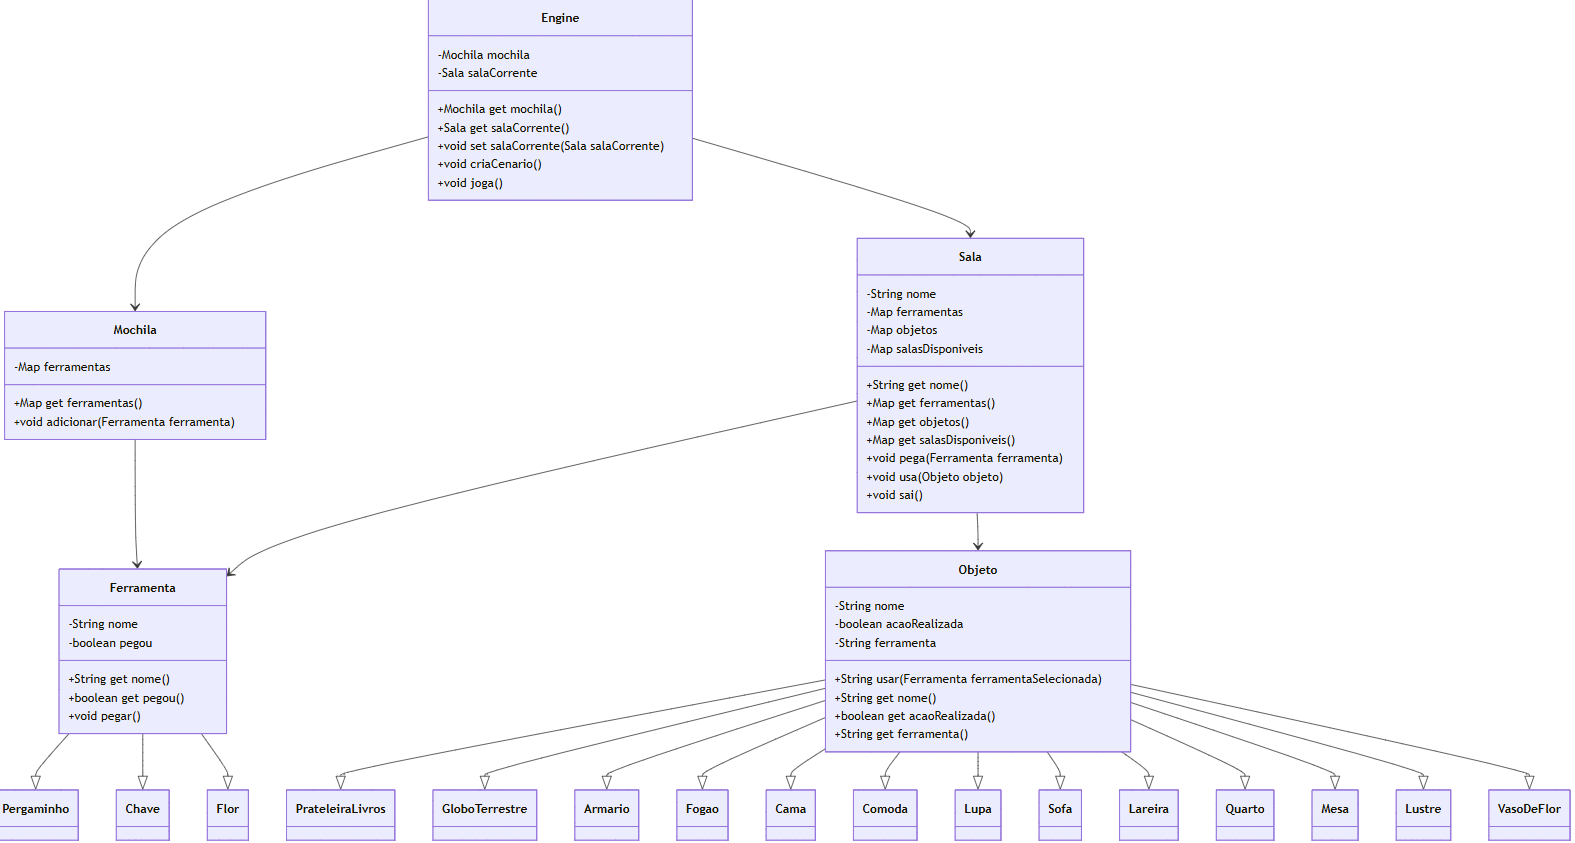 Engine
-Mochila mochila
-Sala salaCorrente
+Mochila get mochila()
+Sala get salaCorrente()
+void set salaCorrente(Sala salaCorrente)
+void criaCenario()
+void joga()
Sala
-String nome
-Map ferramentas
-Map objetos
-Map salasDisponiveis
+String get nome()
+Map get ferramentas()
+Map get objetos()
+Map get salasDisponiveis()
+void pega(Ferramenta ferramenta)
+void usa(Objeto objeto)
+void sai()
Mochila
-Map ferramentas
+Map get ferramentas()
+void adicionar(Ferramenta ferramenta)
Ferramenta
-String nome
-boolean pegou
+String get nome()
+boolean get pegou()
+void pegar()
Objeto
-String nome
-boolean acaoRealizada
-String ferramenta
+String usar(Ferramenta ferramentaSelecionada)
+String get nome()
+boolean get acaoRealizada()
+String get ferramenta()
Pergaminho
Chave
Flor
PrateleiraLivros
GloboTerrestre
Armario
Fogao
Cama
Comoda
Lupa
Sofa
Lareira
Quarto
Mesa
Lustre
VasoDeFlor